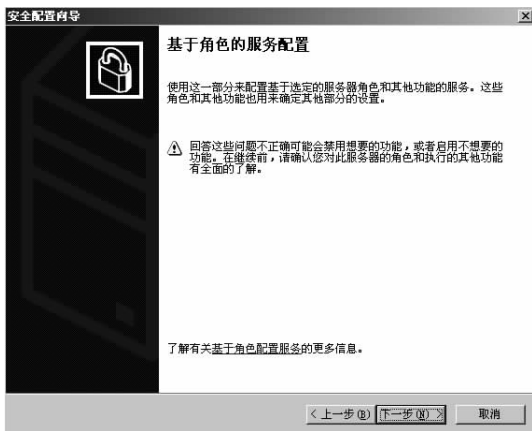 安全配置向导
基于角色的服务配置
使用这一部分来配置基于选定的服务器角色和其他功能的服务。这些
角色和其他功能也用来确定其他部分的设置。
回答这些问题不正确可能会禁用想要的功能，或者启用不想要的
功能。在继续前，请确认您对此服务器的角色和执行的其他功能
有全面的了解。
了解有关基于角色配置服务的更多信息。
< 上一步(B) 下一步(N) > 取消